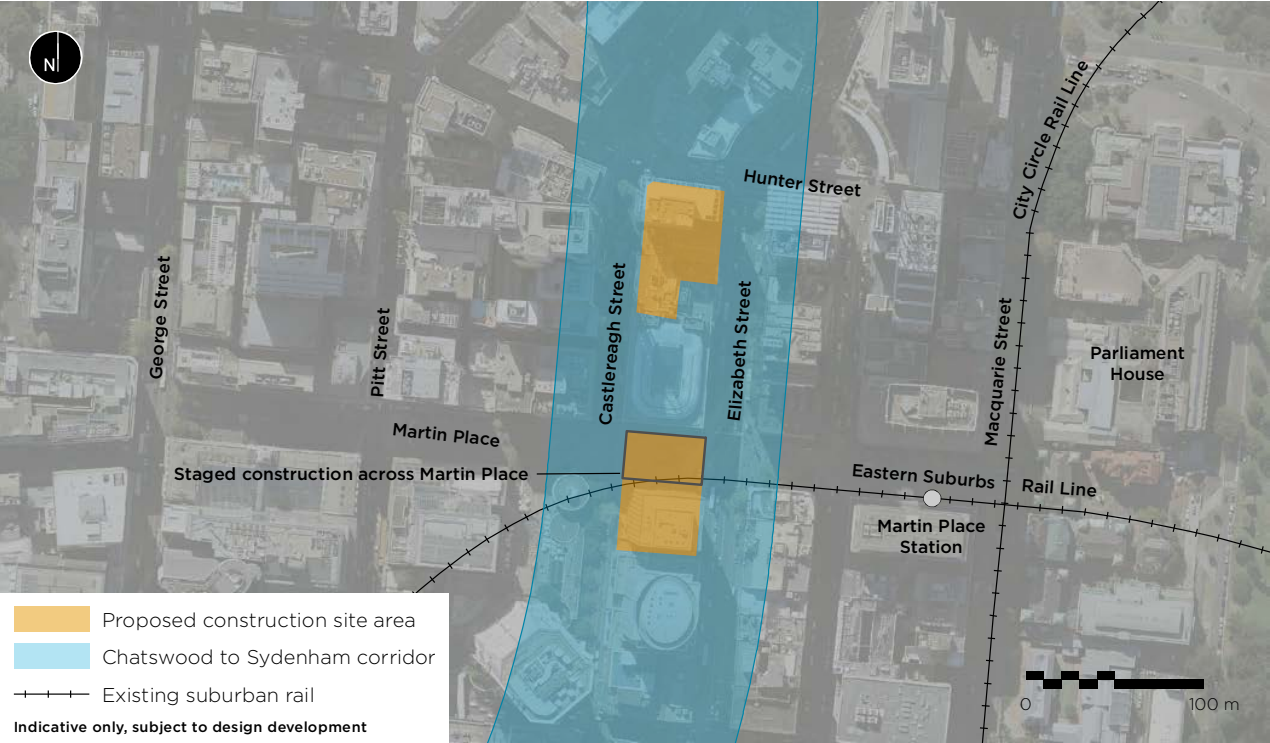 N
City Circle Rail Line
Hunter Street
George Street
Pitt Street
Castlereagh Street
Elizabeth Street
Macquarie Street
Parliament
House
Martin Place
Staged construction across Martin Place
Eastern Suburbs Rail Line
Martin Place
Station
Proposed construction site area
Chatswood to Sydenham corridor
Existing suburban rail
Indicative only, subject to design development
0 100 m